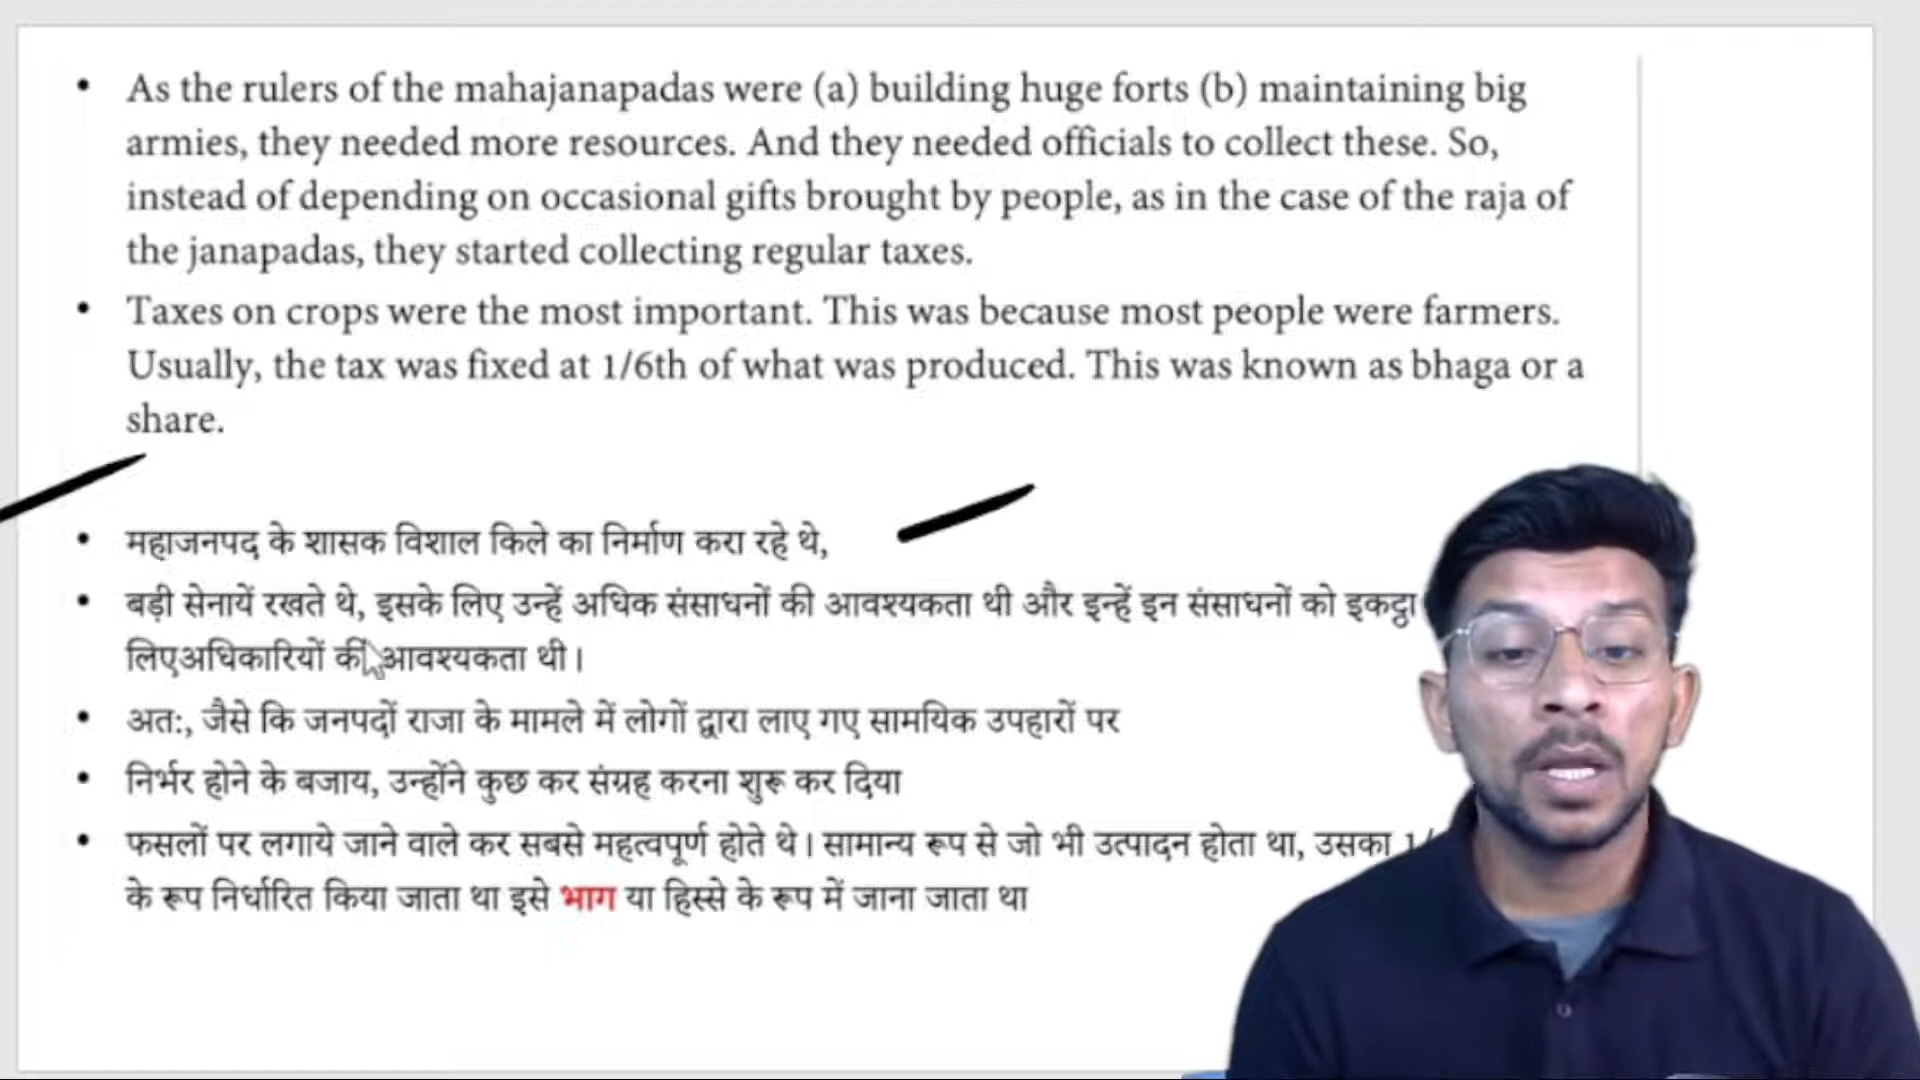 • As the rulers of the mahajanapadas were (a) building huge forts (b) maintaining big
armies, they needed more resources. And they needed officials to collect these. So,
instead of depending on occasional gifts brought by people, as in the case of the raja of
the janapadas, they started collecting regular taxes.
• Taxes on crops were the most important. This was because most people were farmers.
Usually, the tax was fixed at 1/6th of what was produced. This was known as bhaga or a
share.
• महाजनपद के शासक विशाल किले का निर्माण करा रहे थे,
• बड़ी सेनायें रखते थे, इसके लिए उन्हें अधिक संसाधनों की आवश्यकता थी और इन्हें इन संसाधनों को इकट्ठा
लिएअधिकारियों की आवश्यकता थी।
• अत:, जैसे कि जनपदों राजा के मामले में लोगों द्वारा लाए गए सामयिक उपहारों पर
• निर्भर होने के बजाय, उन्होंने कुछ कर संग्रह करना शुरू कर दिया
• फसलों पर लगाये जाने वाले कर सबसे महत्वपूर्ण होते थे। सामान्य रूप से जो भी उत्पादन होता था, उसका
के रूप निर्धारित किया जाता था इसे भाग या हिस्से के रूप में जाना जाता था